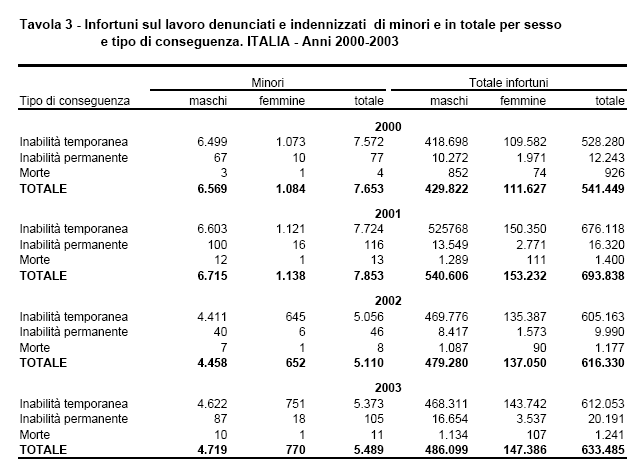 Tavola 3 - Infortuni sul lavoro denunciati e indennizzati di minori e in totale per sesso
e tipo di conseguenza. ITALIA - Anni 2000-2003
Minori Totale infortuni
Tipo di conseguenza maschi femmine totale maschi femmine totale
2000
Inabilità temporanea 6.499 1.073 7.572 418.698 109.582 528.280
Inabilità permanente 67 10 77 10.272 1.971 12.243
Morte 3 1 4 852 74 926
TOTALE 6.569 1.084 7.653 429.822 111.627 541.449
2001
Inabilità temporanea 6.603 1.121 7.724 525768 150.350 676.118
Inabilità permanente 100 16 116 13.549 2.771 16.320
Morte 12 1 13 1.289 111 1.400
TOTALE 6.715 1.138 7.853 540.606 153.232 693.838
2002
Inabilità temporanea 4.411 645 5.056 469.776 135.387 605.163
Inabilità permanente 40 6 46 8.417 1.573 9.990
Morte 7 1 8 1.087 90 1.177
TOTALE 4.458 652 5.110 479.280 137.050 616.330
2003
Inabilità temporanea 4.622 751 5.373 468.311 143.742 612.053
Inabilità permanente 87 18 105 16.654 3.537 20.191
Morte 10 1 11 1.134 107 1.241
TOTALE 4.719 770 5.489 486.099 147.386 633.485